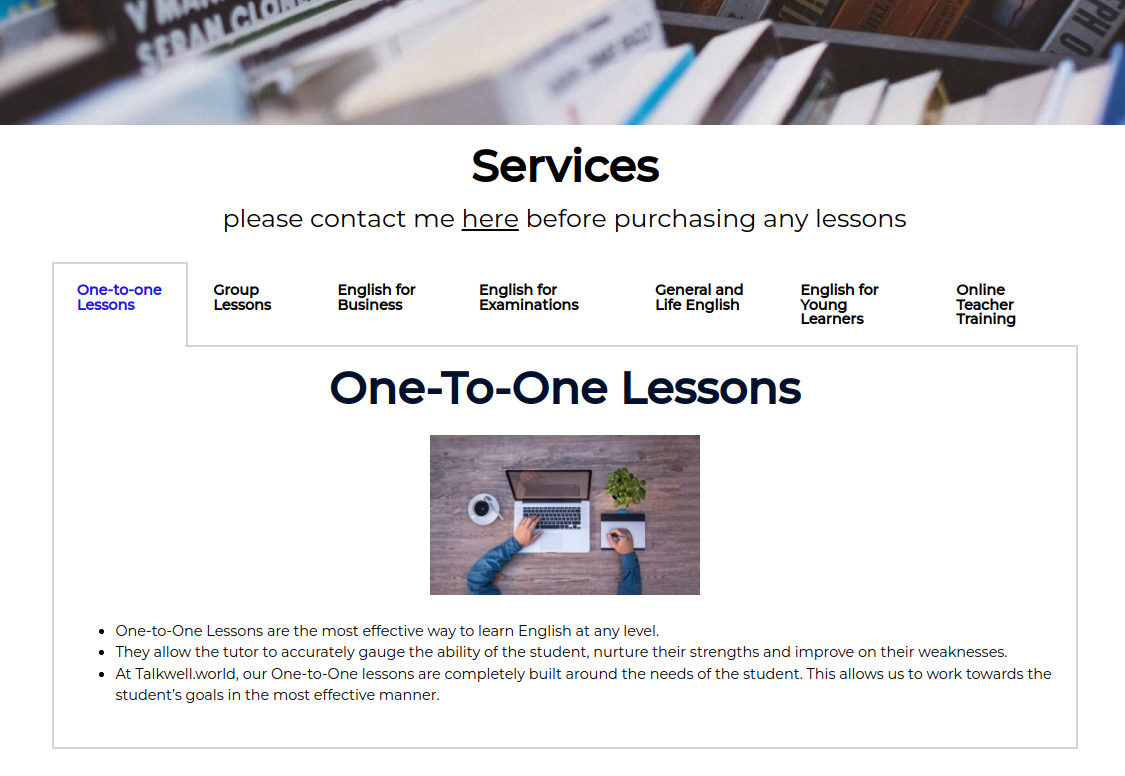 Services
please contact me here before purchasing any lessons
One-to-one
Lessons
Group
Lessons
English for
Business
English for
Examinations
General and
Life English
English for
Young
Learners
Online
Teacher
Training
One-To-One Lessons
One-to-One Lessons are the most effective way to learn English at any level.
They allow the tutor to accurately gauge the ability of the student, nurture their strengths and improve on their weaknesses.
At Talkwell.world, our One-to-One lessons are completely built around the needs of the student. This allows us to work towards the
student’s goals in the most effective manner.